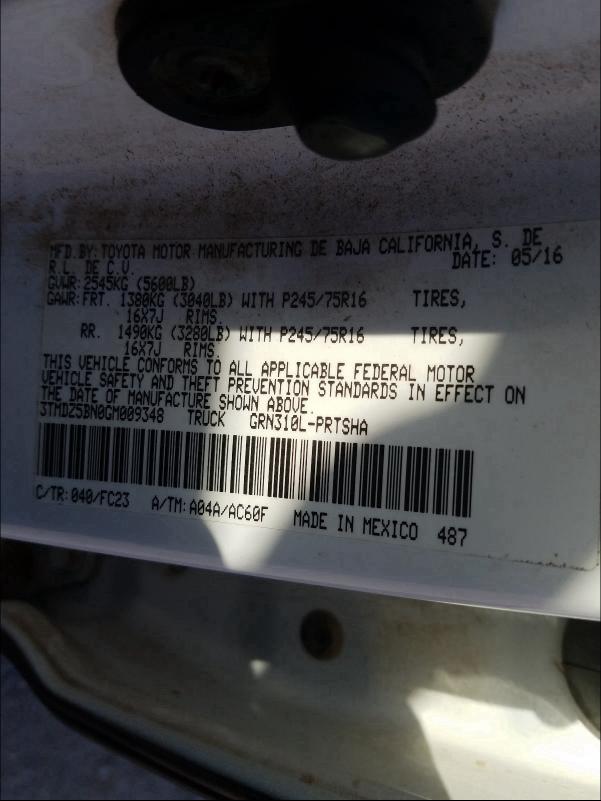 MFD.BY:TOYOTA MOTOR MANUFACTURING DE BAJA CALIFORNIA, S. DE
R.L. DE C.V. DATE: 05/16
GVWR:2545KG (5600LB)
GAWR:FRT. 1380KG (3040LB) WITH P245/75R16 TIRES,
16X7J RIMS.
RR. 1490KG (3280LB) WITH P245/75R16 TIRES,
16X7J RIMS.
THIS VEHICLE CONFORMS TO ALL APPLICABLE FEDERAL MOTOR
VEHICLE SAFETY AND THEFT PREVENTION STANDARDS IN EFFECT ON
THE DATE OF MANUFACTURE SHOWN ABOVE.
3TMDZ5BN0GM009348 TRUCK GRN310L-PRTSHA
C/TR:040/FC23 A/TM:A04A/AC60F MADE IN MEXICO 487